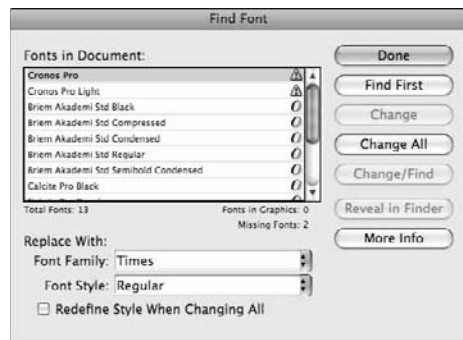 Find Font
Fonts in Document:
Cronos Pro
Cronos Pro Light
Briem Akademi Std Black
Briem Akademi Std Compressed
Briem Akademi Std Condensed
Briem Akademi Std Regular
Briem Akademi Std Semibold Condensed
Calcite Pro Black
Total Fonts: 13
Fonts in Graphics: 0
Missing Fonts: 2
Replace With:
Font Family: Times
Font Style: Regular
Redefine Style When Changing All
Done
Find First
Change
Change All
Change/Find
Reveal in Finder
More Info